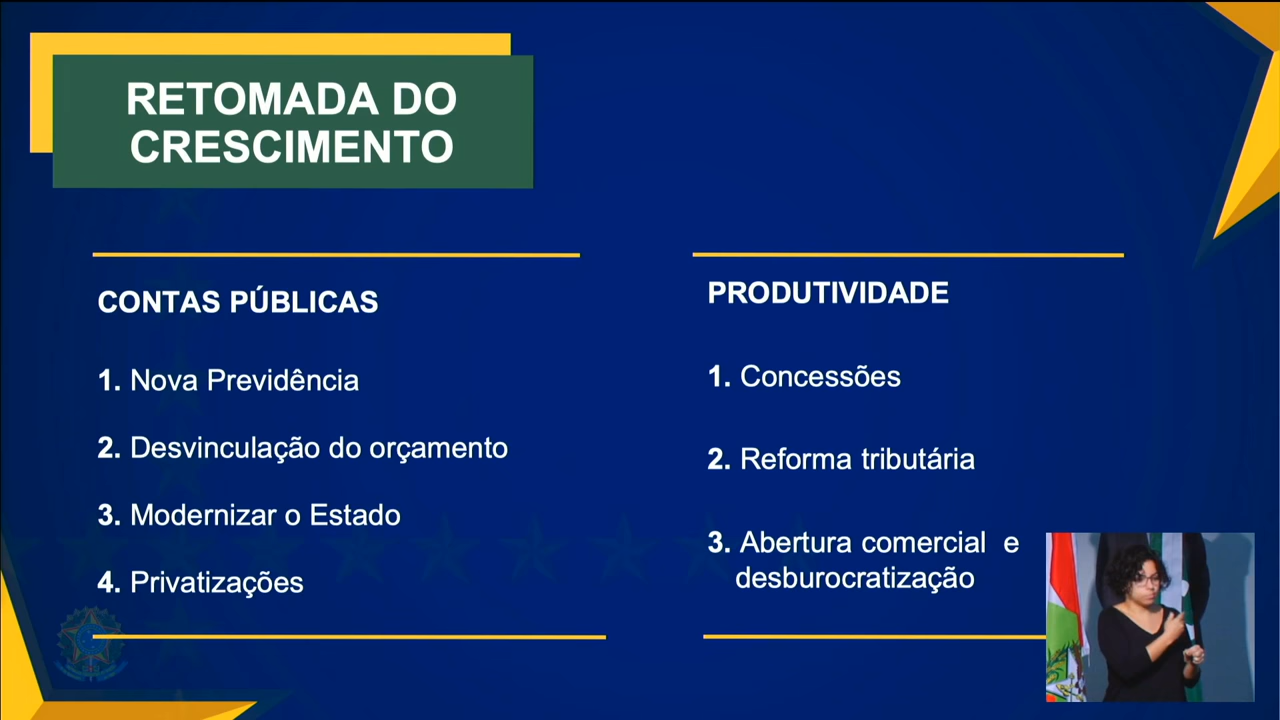 RETOMADA DO
CRESCIMENTO
CONTAS PÚBLICAS
1. Nova Previdência
2. Desvinculação do orçamento
3. Modernizar o Estado
4. Privatizações
PRODUTIVIDADE
1. Concessões
2. Reforma tributária
3. Abertura comercial e
desburocratização